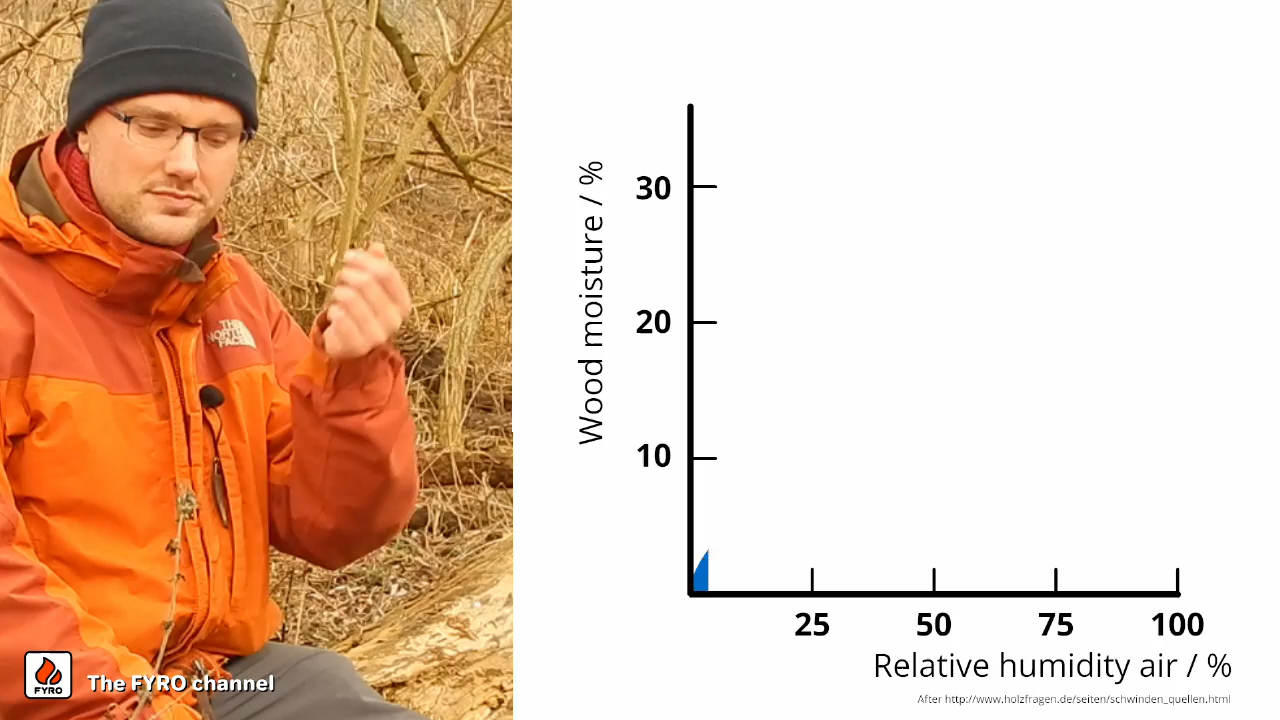 THE
NORTH
FACE
FYRO
The FYRO channel
Wood moisture / %
30
20
10
25 50 75 100
Relative humidity air / %
After http://www.holzfragen.de/seiten/schwinden_quellen.html